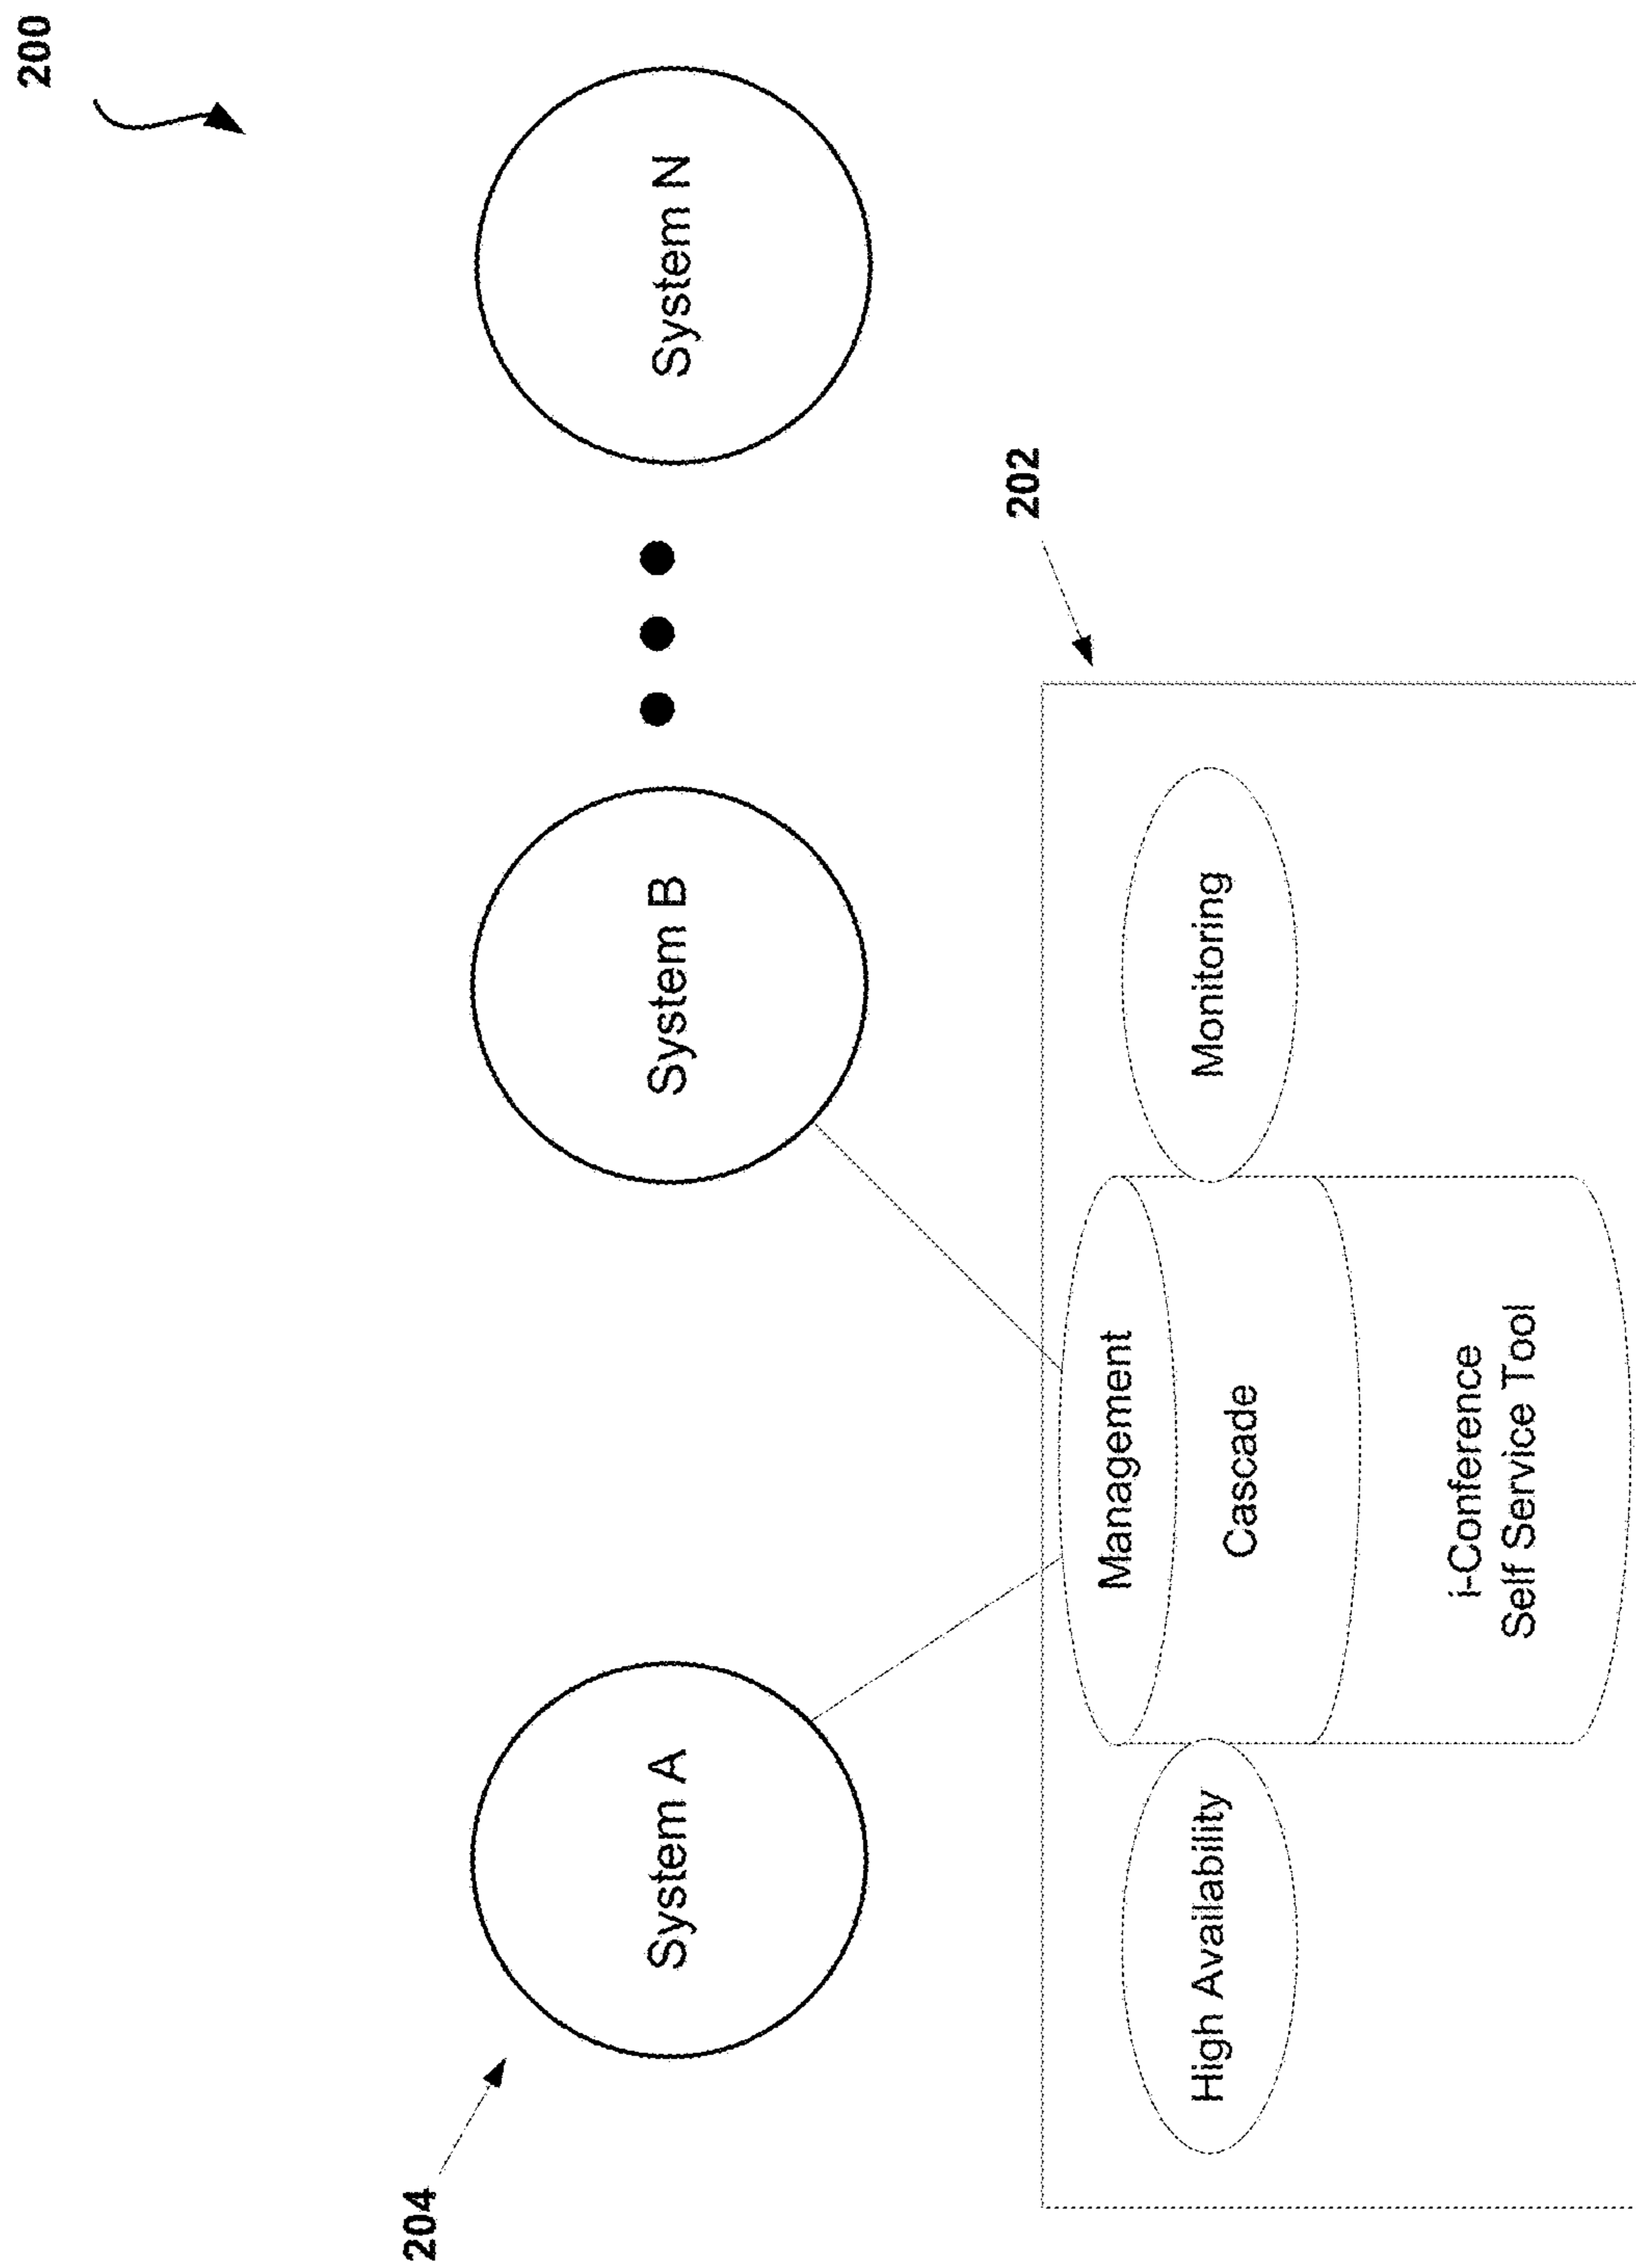 200
System A
System B
System N
204
202
Management
High Availability
Cascade
Monitoring
i-Conference
Self Service Tool